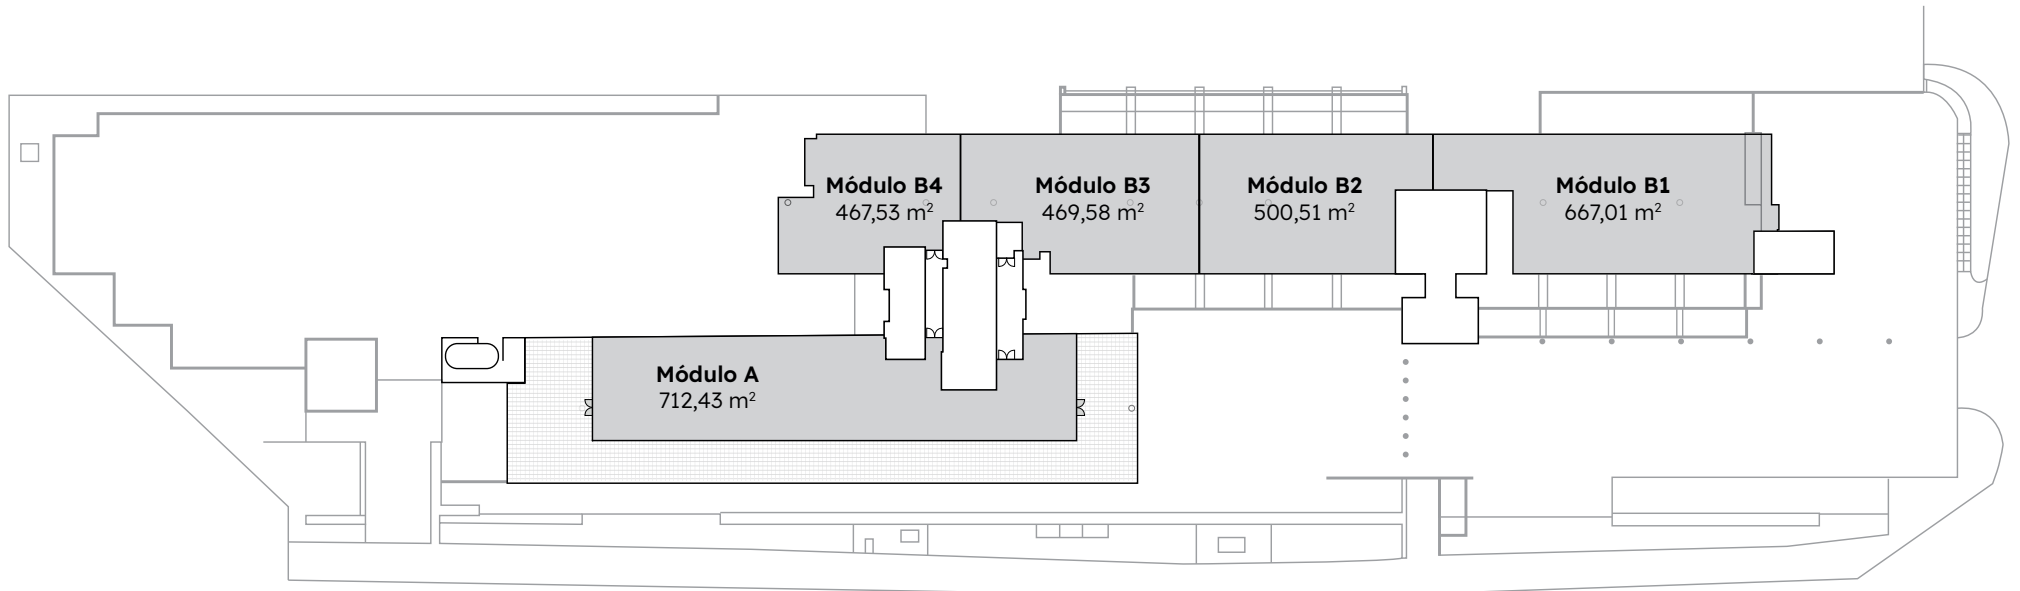 Módulo B4
467,53 m²
Módulo B3
469,58 m²
Módulo B2
500,51 m²
Módulo B1
667,01 m²
Módulo A
712,43 m²